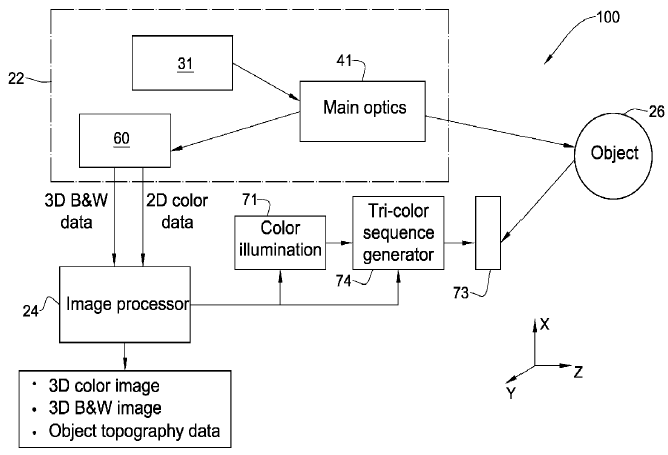 100
22
31
41
Main optics
26
Object
60
3D B&W
data
2D color
data
71
Color
illumination
Tri-color
sequence
generator
74
73
24
Image processor
X
Z
Y
• 3D color image
• 3D B&W image
• Object topography data